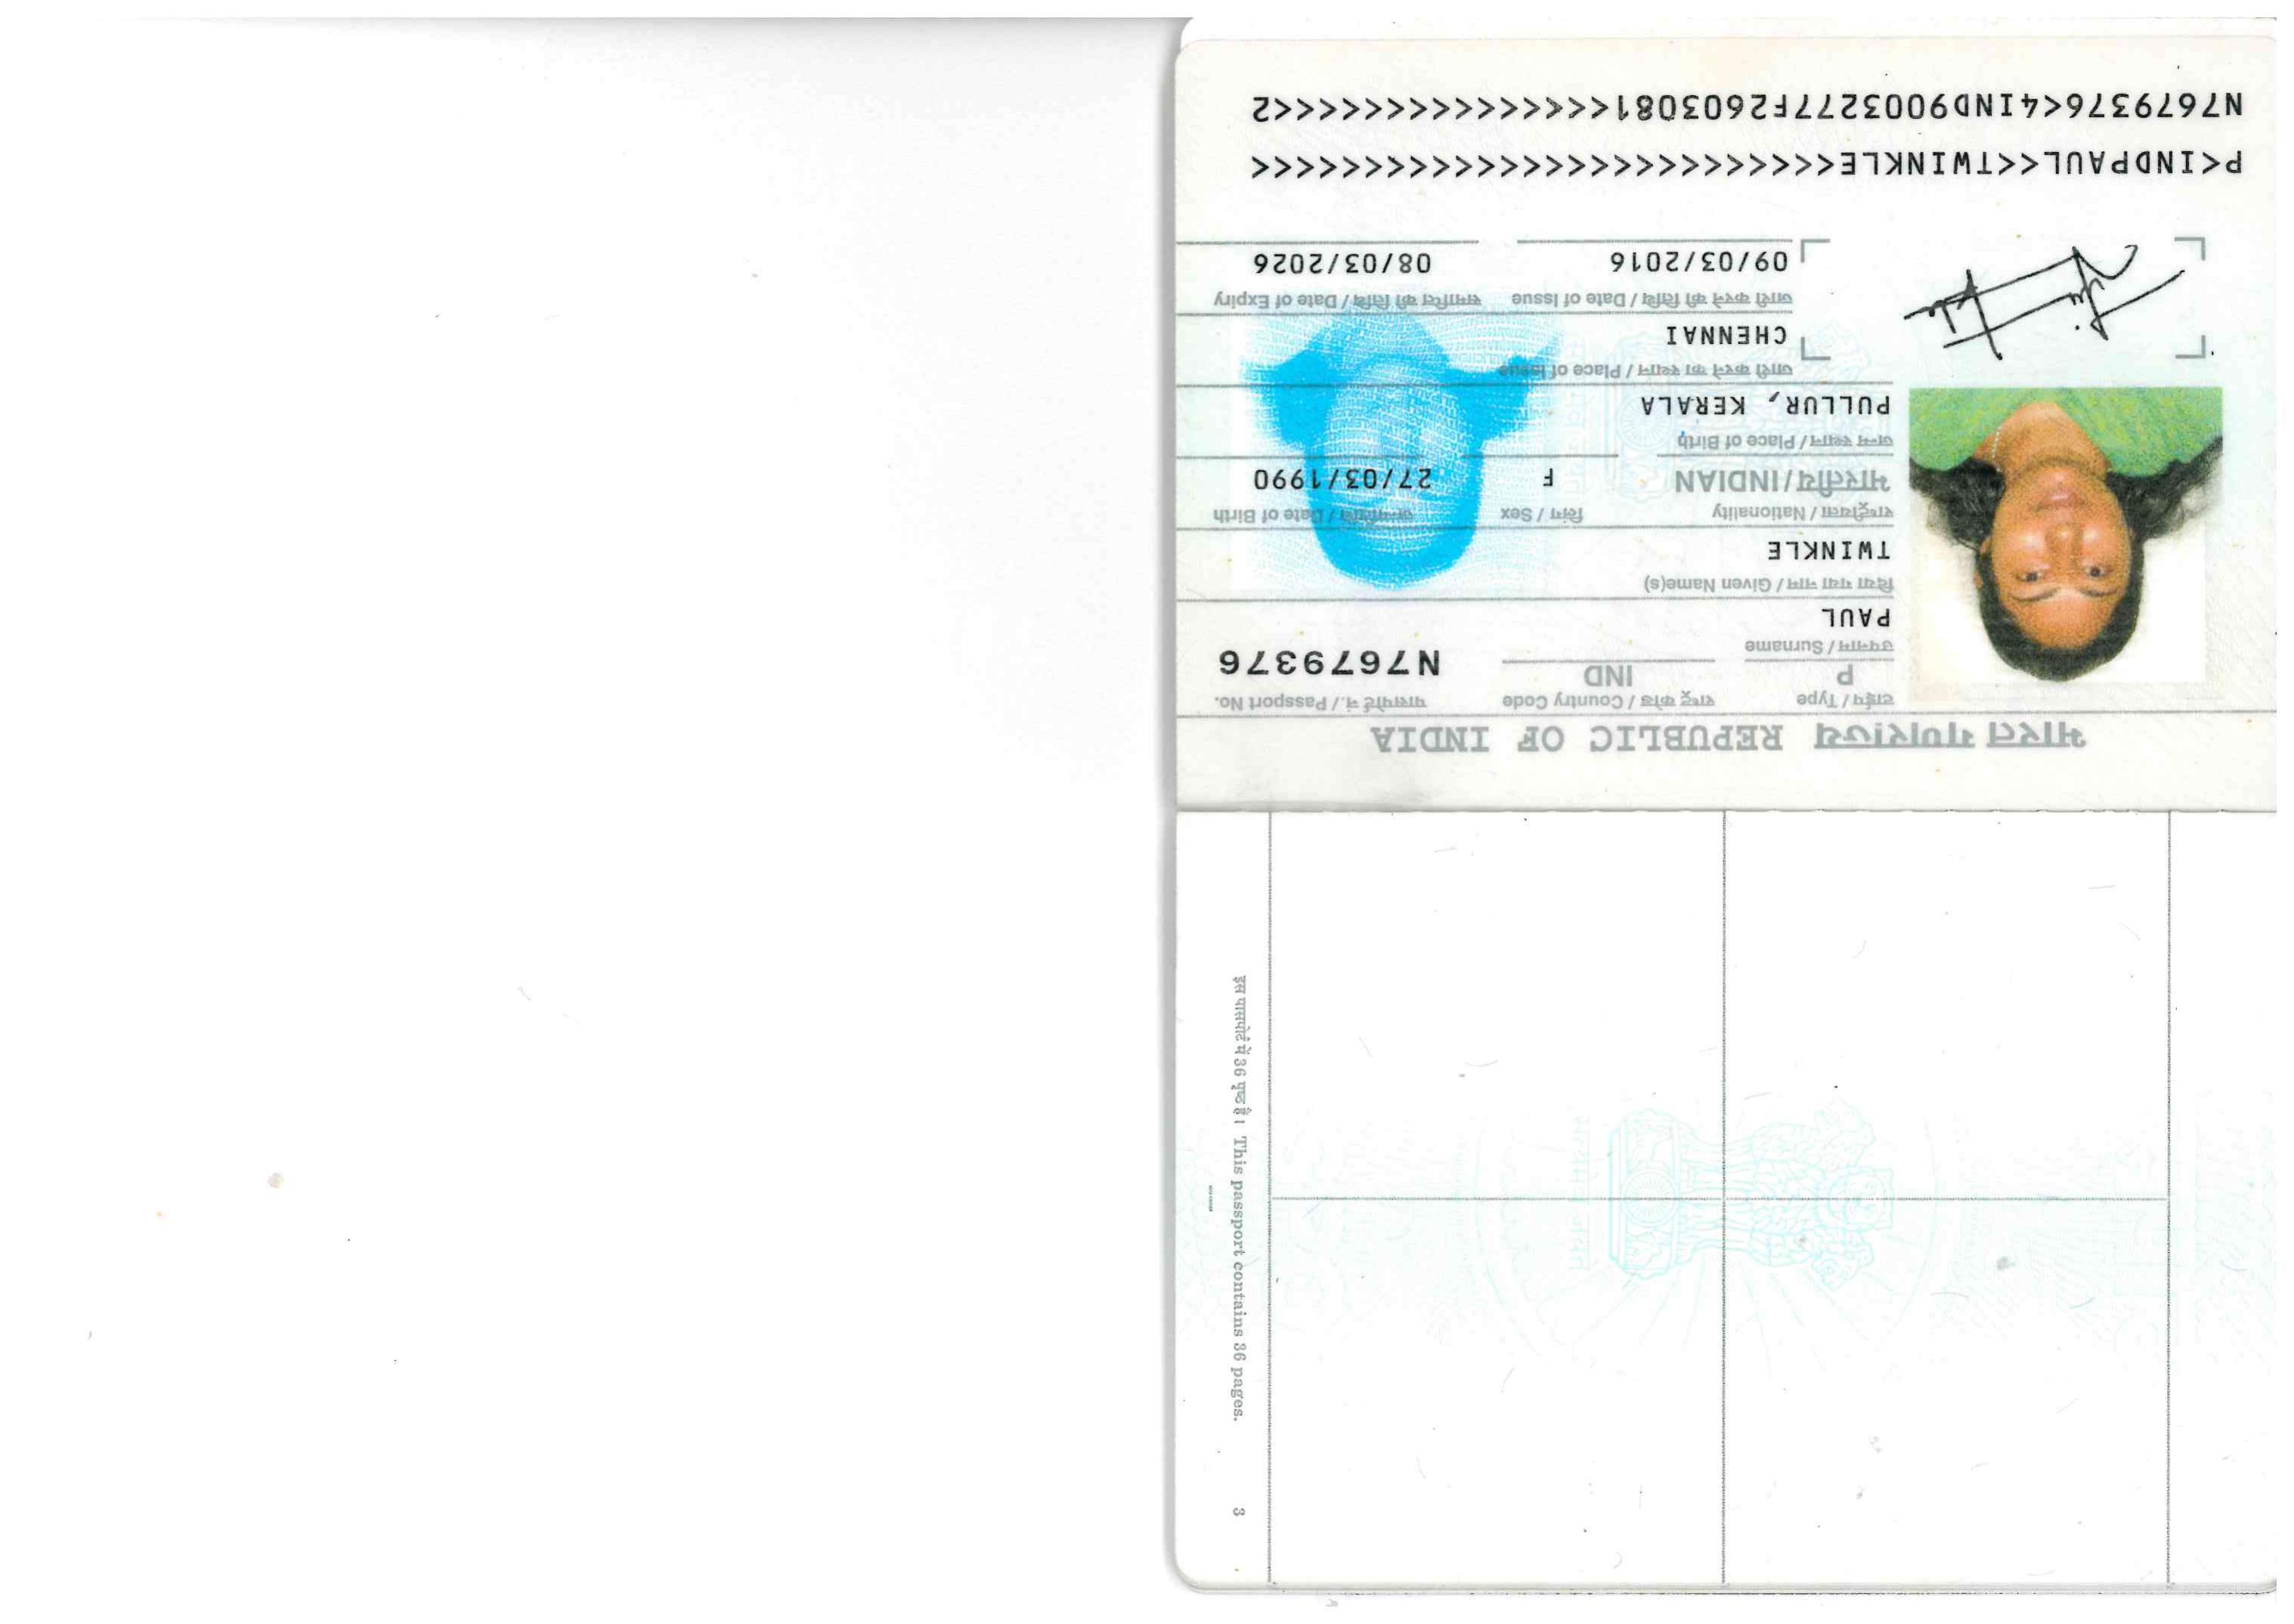 भारत गणराज्य REPUBLIC OF INDIA
टाईप / Type
राष्ट्र कोड / Country Code
पासपोर्ट नं. / Passport No.
P
IND
N7679376
उपनाम / Surname
PAUL
दिया गया नाम / Given Name(s)
TWINKLE
राष्ट्रीयता / Nationality
लिंग / Sex
जन्मतिथि / Date of Birth
भारतीय / INDIAN
F
27/03/1990
जन्म स्थान / Place of Birth
PULLUR, KERALA
जारी करने का स्थान / Place of Issue
CHENNAI
जारी करने की तिथि / Date of Issue
समाप्ति की तिथि / Date of Expiry
09/03/2016
08/03/2026
P<INDPAUL<<TWINKLE<<<<<<<<<<<<<<<<<<<<<<<<<<
N7679376<4IND9003277F2603081<<<<<<<<<<<<<<<2
इस पासपोर्ट में 36 पृष्ठ हैं। This passport contains 36 pages.
3